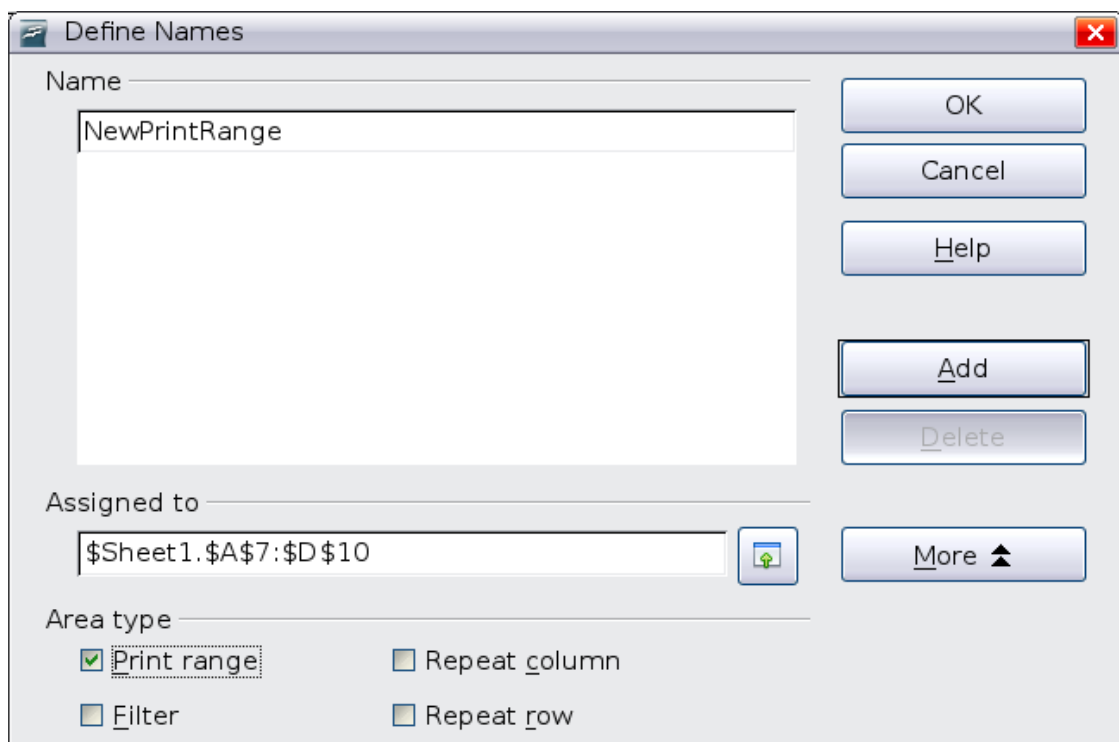 Define Names
Name
NewPrintRange
OK
Cancel
Help
Add
Delete
Assigned to
$Sheet1.$A$7:$D$10
More
Area type
Print range
Repeat column
Filter
Repeat row